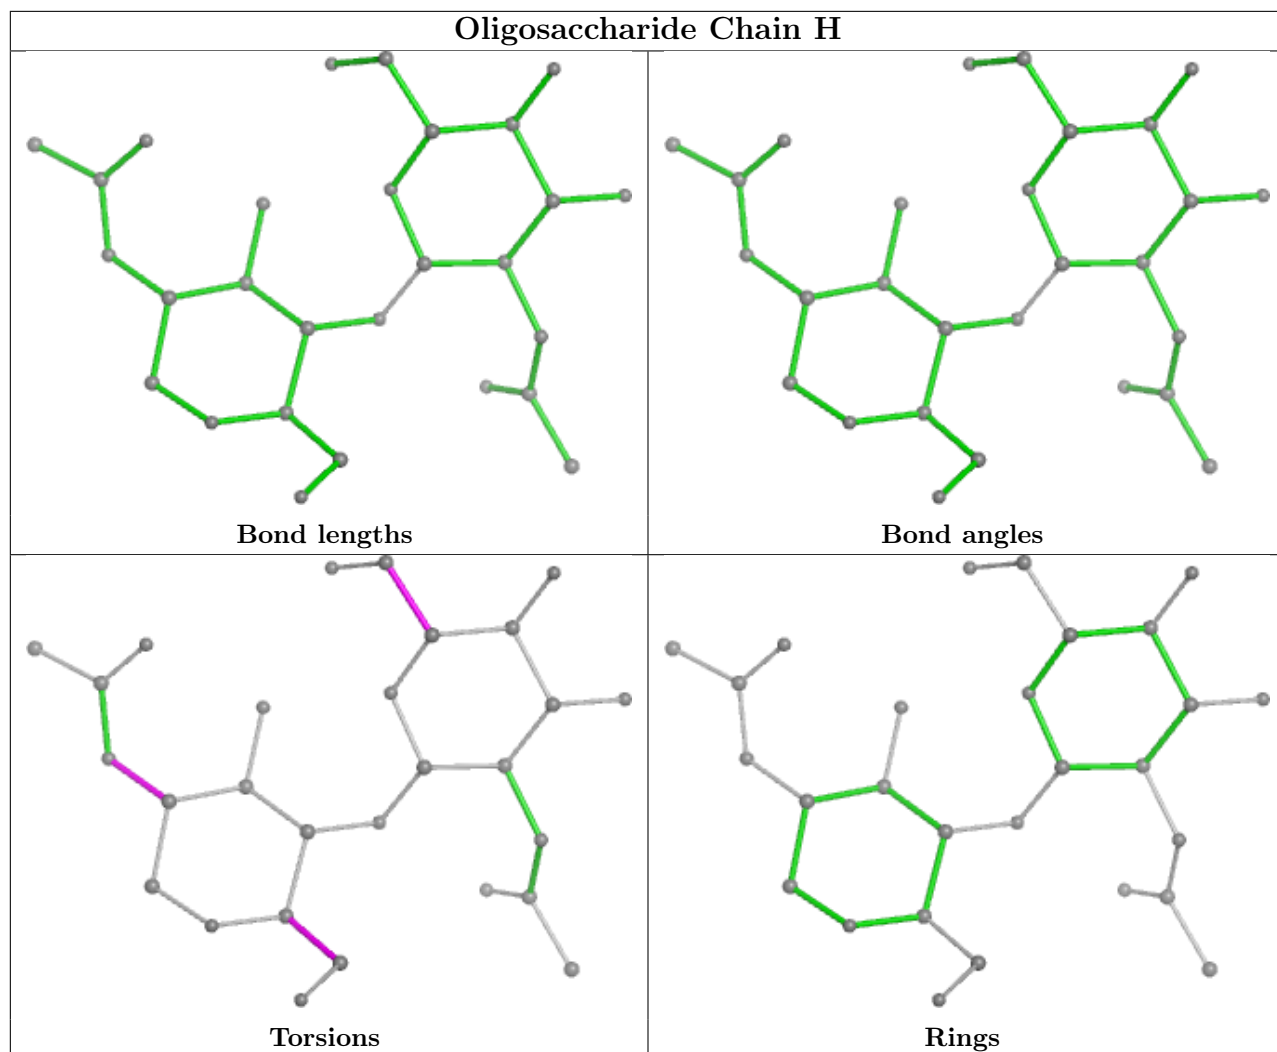 Oligosaccharide Chain H
Bond lengths
Bond angles
Torsions
Rings